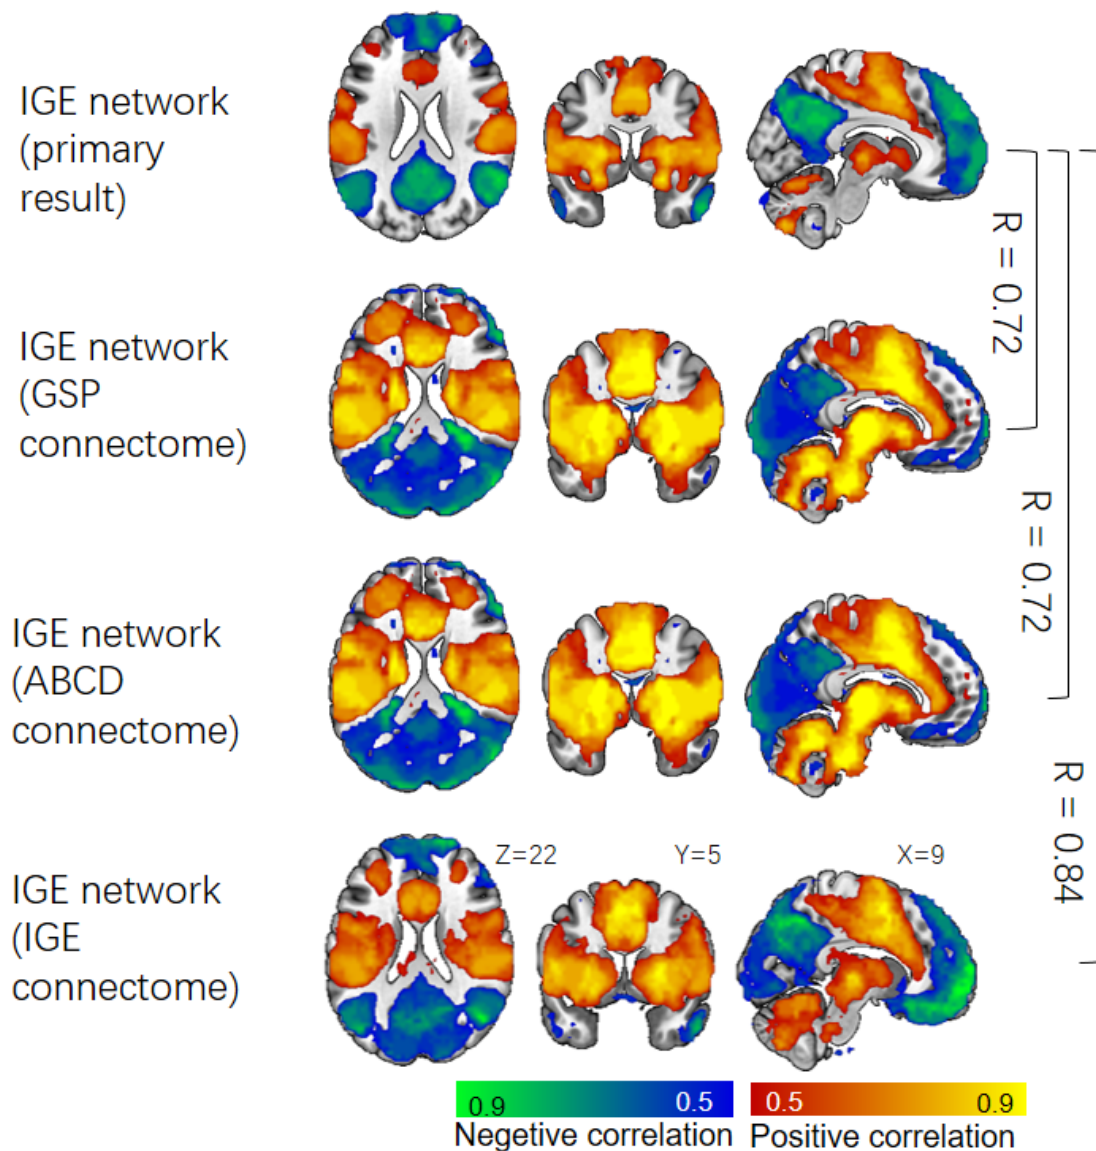 IGE network
(primary
result)
R = 0.72
IGE network
(GSP
connectome)
R = 0.72
IGE network
(ABCD
connectome)
R = 0.84
IGE network
(IGE
connectome)
Z=22
Y=5
X=9
0.9
0.5
0.5
0.9
Negetive correlation
Positive correlation